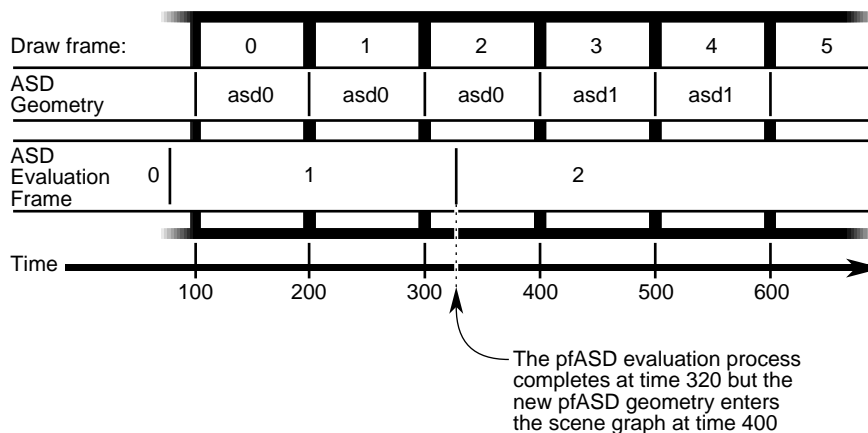 Draw frame: 0 1 2 3 4 5
ASD
Geometry
asd0 asd0 asd0 asd1 asd1
ASD
Evaluation
Frame
0 1 2
Time
100 200 300 400 500 600
The pfASD evaluation process
completes at time 320 but the
new pfASD geometry enters
the scene graph at time 400